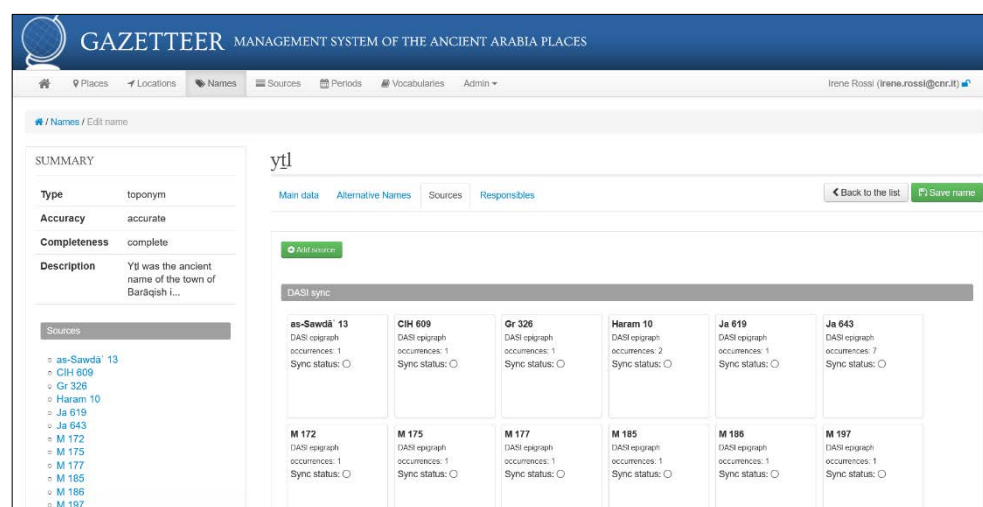 GAZETTEER MANAGEMENT SYSTEM OF THE ANCIENT ARABIA PLACES
Places Locations Names Sources Periods Vocabularies Admin Irene Rossi (irene.rossi@cnr.it)
/ Names / Edit name
SUMMARY
Type toponym
Accuracy accurate
Completeness complete
Description Yṯl was the ancient
name of the town of
Barāqish i...
Sources
as-Sawdāʾ 13
CIH 609
Gr 326
Haram 10
Ja 619
Ja 643
M 172
M 175
M 177
M 185
M 186
M 197
yṯl
Main data Alternative Names Sources Responsibles Back to the list Save name
Add source
DASI sync
as-Sawdāʾ 13 CIH 609 Gr 326 Haram 10 Ja 619 Ja 643
DASI epigraph DASI epigraph DASI epigraph DASI epigraph DASI epigraph DASI epigraph
occurrences: 1 occurrences: 1 occurrences: 1 occurrences: 2 occurrences: 1 occurrences: 7
Sync status: Sync status: Sync status: Sync status: Sync status: Sync status:
M 172 M 175 M 177 M 185 M 186 M 197
DASI epigraph DASI epigraph DASI epigraph DASI epigraph DASI epigraph DASI epigraph
occurrences: 1 occurrences: 1 occurrences: 1 occurrences: 1 occurrences: 1 occurrences: 1
Sync status: Sync status: Sync status: Sync status: Sync status: Sync status: